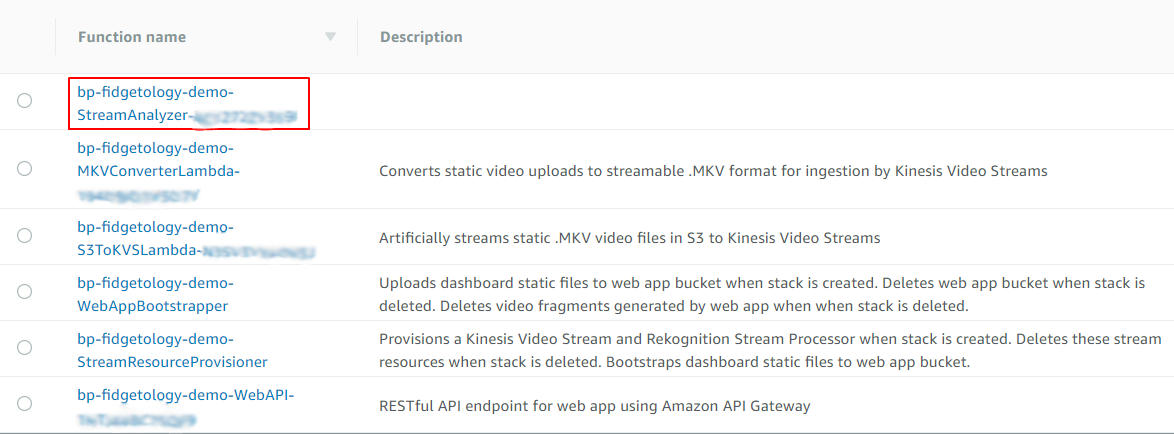 Function name
Description
bp-fidgetology-demo-
StreamAnalyzer-
bp-fidgetology-demo-
MKVConverterLambda-
Converts static video uploads to streamable .MKV format for ingestion by Kinesis Video Streams
bp-fidgetology-demo-
S3ToKVSLambda-
Artificially streams static .MKV video files in S3 to Kinesis Video Streams
bp-fidgetology-demo-
WebAppBootstrapper
Uploads dashboard static files to web app bucket when stack is created. Deletes web app bucket when stack is
deleted. Deletes video fragments generated by web app when when stack is deleted.
bp-fidgetology-demo-
StreamResourceProvisioner
Provisions a Kinesis Video Stream and Rekognition Stream Processor when stack is created. Deletes these stream
resources when stack is deleted. Bootstraps dashboard static files to web app bucket.
bp-fidgetology-demo-WebAPI-
RESTful API endpoint for web app using Amazon API Gateway